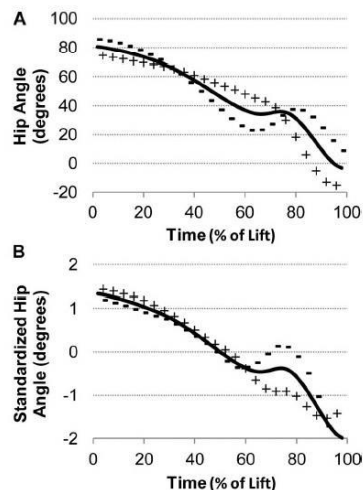 A
100
80
60
40
20
0
-20
Hip Angle
(degrees)
0 20 40 60 80 100
Time (% of Lift)
B
2
1
0
-1
-2
Standardized Hip
Angle (degrees)
0 20 40 60 80 100
Time (% of Lift)